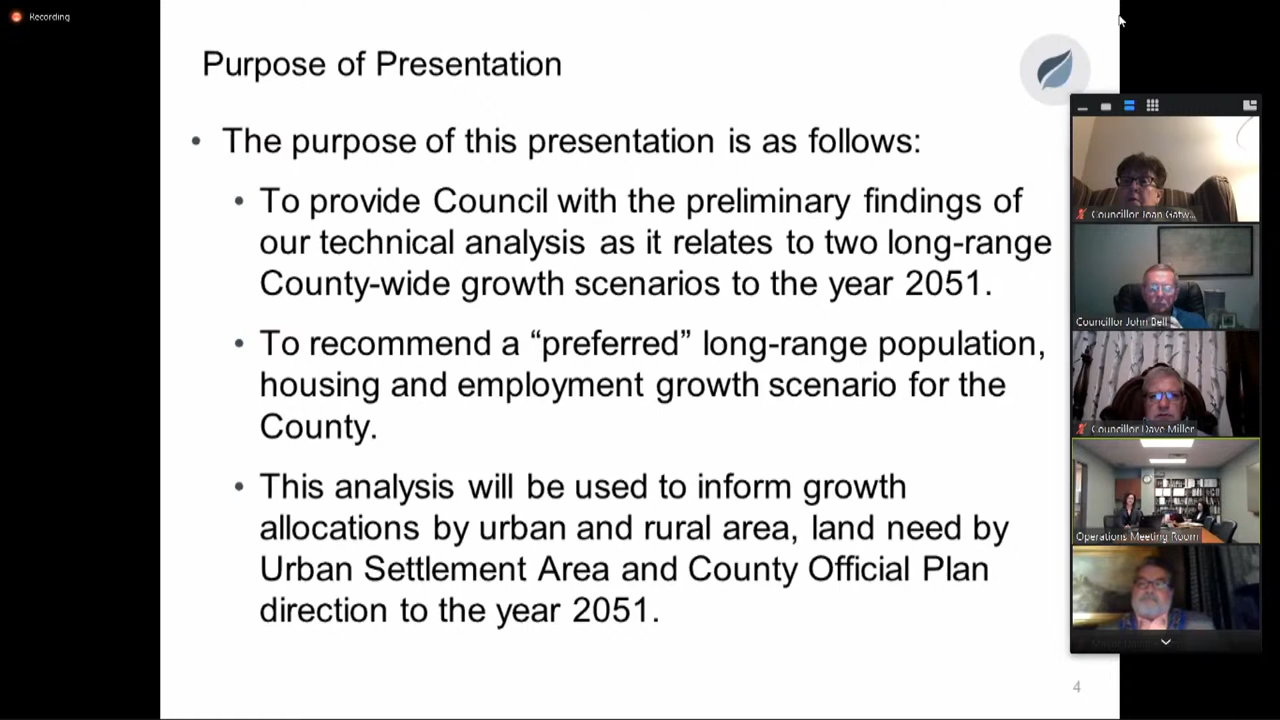 Recording
Purpose of Presentation
• The purpose of this presentation is as follows:
• To provide Council with the preliminary findings of
our technical analysis as it relates to two long-range
County-wide growth scenarios to the year 2051.
• To recommend a “preferred” long-range population,
housing and employment growth scenario for the
County.
• This analysis will be used to inform growth
allocations by urban and rural area, land need by
Urban Settlement Area and County Official Plan
direction to the year 2051.
4
Councillor Joan Gatw...
Councillor John Bell
Councillor Dave Miller
Operations Meeting Room